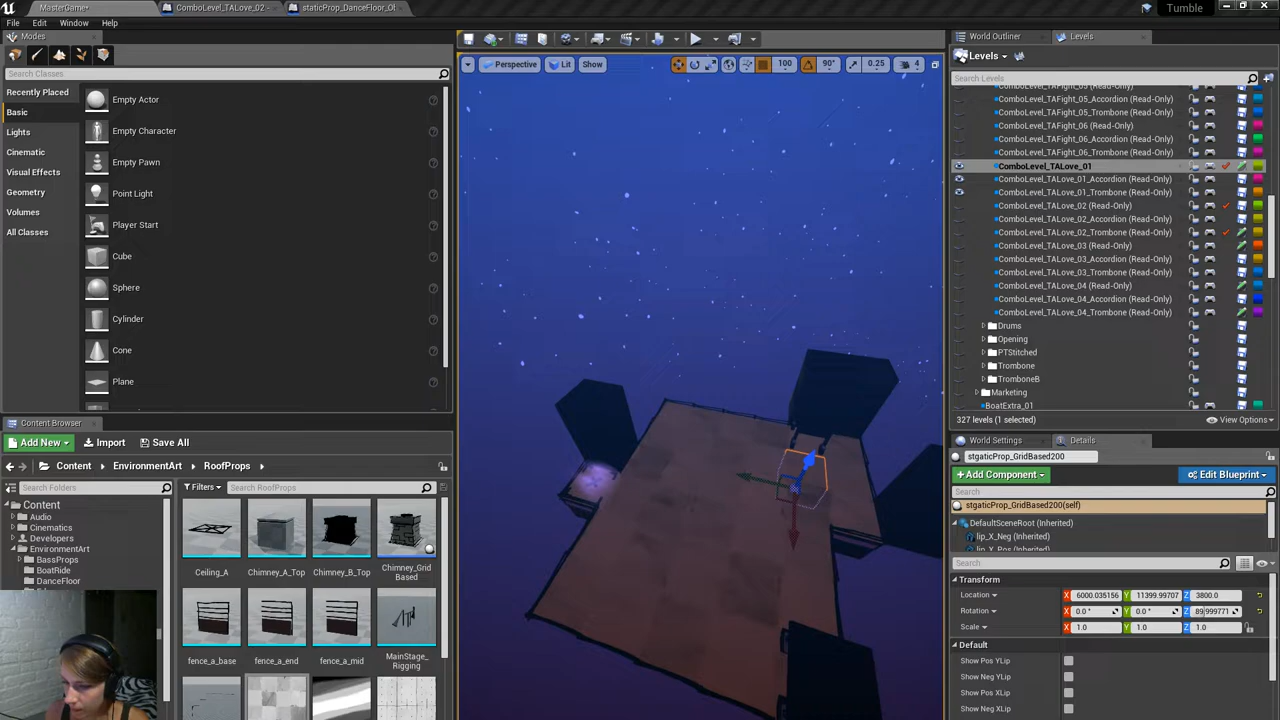 MasterGame*
ComboLevel_TALove_02
staticProp_DanceFloor_Ol
Tumble
File Edit Window Help
Modes
Search Classes
Recently Placed
Basic
Lights
Cinematic
Visual Effects
Geometry
Volumes
All Classes
Empty Actor
Empty Character
Empty Pawn
Point Light
Player Start
Cube
Sphere
Cylinder
Cone
Plane
Perspective Lit Show
100 90° 0.25 4
World Outliner Levels
Levels
Search Levels
ComboLevel_TAFight_05 (Read-Only)
ComboLevel_TAFight_05_Accordion (Read-Only)
ComboLevel_TAFight_05_Trombone (Read-Only)
ComboLevel_TAFight_06 (Read-Only)
ComboLevel_TAFight_06_Accordion (Read-Only)
ComboLevel_TAFight_06_Trombone (Read-Only)
ComboLevel_TALove_01
ComboLevel_TALove_01_Accordion (Read-Only)
ComboLevel_TALove_01_Trombone (Read-Only)
ComboLevel_TALove_02 (Read-Only)
ComboLevel_TALove_02_Accordion (Read-Only)
ComboLevel_TALove_02_Trombone (Read-Only)
ComboLevel_TALove_03 (Read-Only)
ComboLevel_TALove_03_Accordion (Read-Only)
ComboLevel_TALove_03_Trombone (Read-Only)
ComboLevel_TALove_04 (Read-Only)
ComboLevel_TALove_04_Accordion (Read-Only)
ComboLevel_TALove_04_Trombone (Read-Only)
Drums
Opening
PTStitched
Trombone
TromboneB
Marketing
BoatExtra_01
327 levels (1 selected)
View Options
Content Browser
Add New Import Save All
Content EnvironmentArt RoofProps
Search Folders
Filters Search RoofProps
Content
Audio
Cinematics
Developers
EnvironmentArt
BassProps
BoatRide
DanceFloor
Ceiling_A
Chimney_A_Top
Chimney_B_Top
Chimney_Grid
Based
fence_a_base
fence_a_end
fence_a_mid
MainStage_
Rigging
World Settings Details
stgaticProp_GridBased200
Add Component Edit Blueprint
Search
stgaticProp_GridBased200(self)
DefaultSceneRoot (Inherited)
lip_X_Neg (Inherited)
lip_X_Pos (Inherited)
Search
Transform
Location X 6000.035156 Y 11399.99707 Z 3800.0
Rotation X 0.0 ° Y 0.0 ° Z 89.999771
Scale X 1.0 Y 1.0 Z 1.0
Default
Show Pos YLip
Show Neg YLip
Show Pos XLip
Show Neg XLip